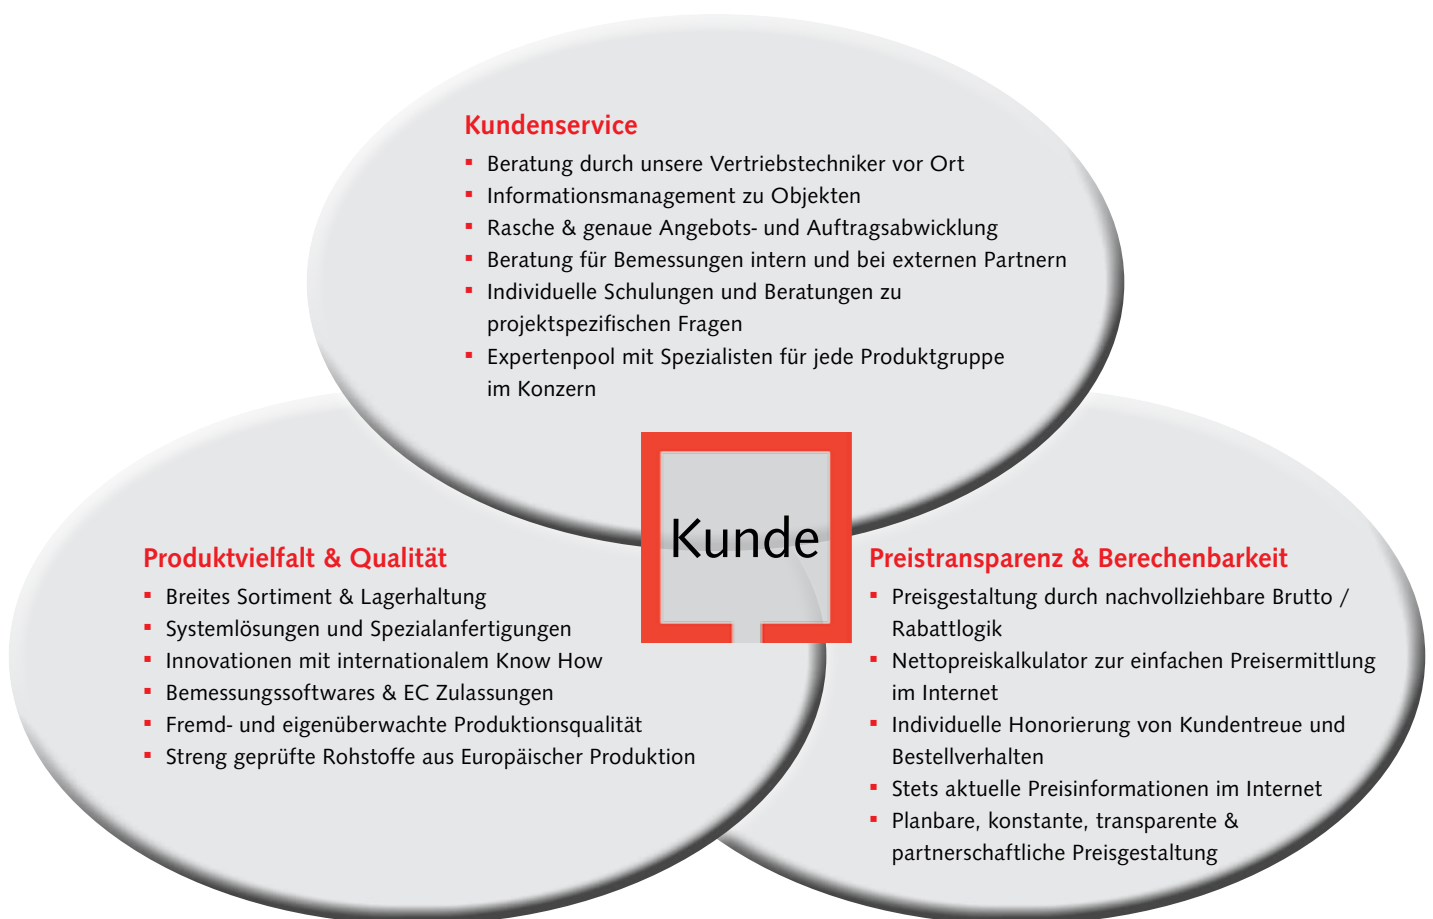 Kundenservice
▪ Beratung durch unsere Vertriebstechniker vor Ort
▪ Informationsmanagement zu Objekten
▪ Rasche & genaue Angebots- und Auftragsabwicklung
▪ Beratung für Bemessungen intern und bei externen Partnern
▪ Individuelle Schulungen und Beratungen zu
projektspezifischen Fragen
▪ Expertenpool mit Spezialisten für jede Produktgruppe
im Konzern
Kunde
Produktvielfalt & Qualität
▪ Breites Sortiment & Lagerhaltung
▪ Systemlösungen und Spezialanfertigungen
▪ Innovationen mit internationalem Know How
▪ Bemessungssoftwares & EC Zulassungen
▪ Fremd- und eigenüberwachte Produktionsqualität
▪ Streng geprüfte Rohstoffe aus Europäischer Produktion
Preistransparenz & Berechenbarkeit
▪ Preisgestaltung durch nachvollziehbare Brutto /
Rabattlogik
▪ Nettopreiskalkulator zur einfachen Preisermittlung
im Internet
▪ Individuelle Honorierung von Kundentreue und
Bestellverhalten
▪ Stets aktuelle Preisinformationen im Internet
▪ Planbare, konstante, transparente &
partnerschaftliche Preisgestaltung